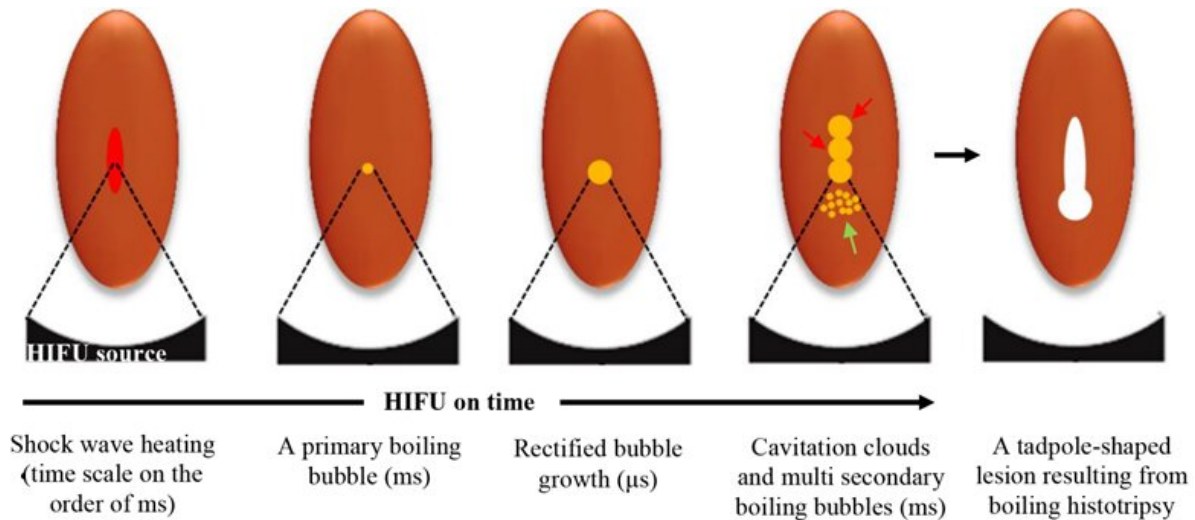 HIFU source
HIFU on time
Shock wave heating
(time scale on the
order of ms)
A primary boiling
bubble (ms)
Rectified bubble
growth (μs)
Cavitation clouds
and multi secondary
boiling bubbles (ms)
A tadpole-shaped
lesion resulting from
boiling histotripsy